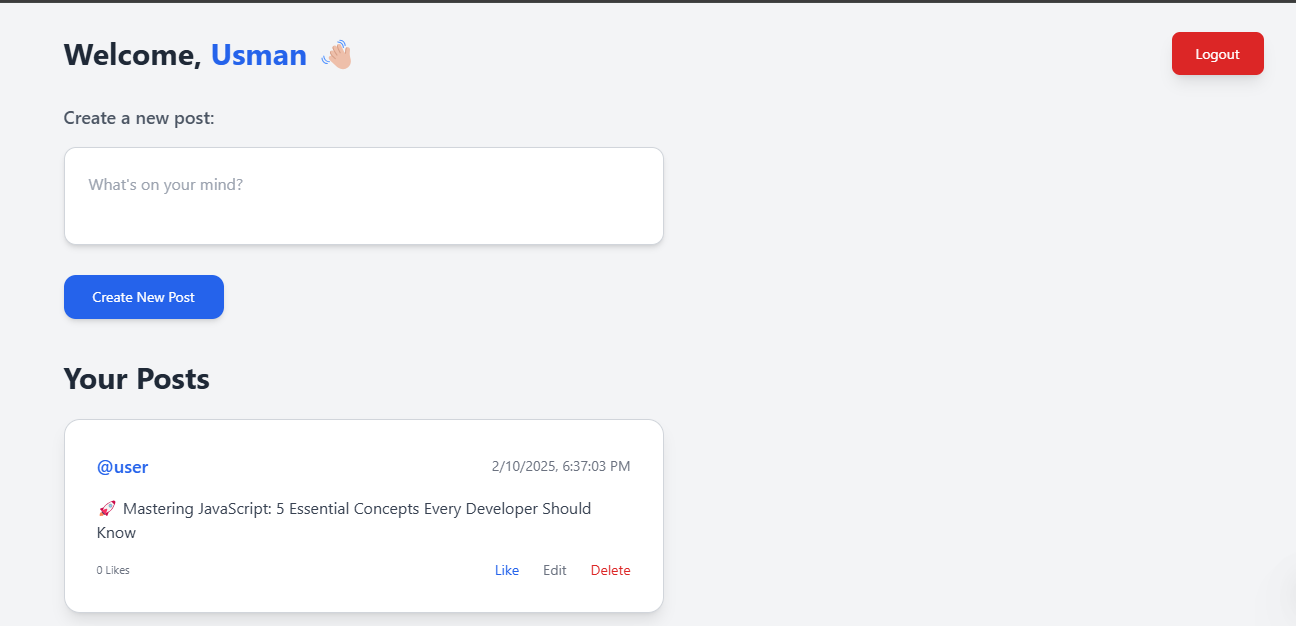 Welcome, Usman 👋🏼
Logout
Create a new post:
What's on your mind?
Create New Post
Your Posts
@user
2/10/2025, 6:37:03 PM
🚀 Mastering JavaScript: 5 Essential Concepts Every Developer Should
Know
0 Likes
Like Edit Delete